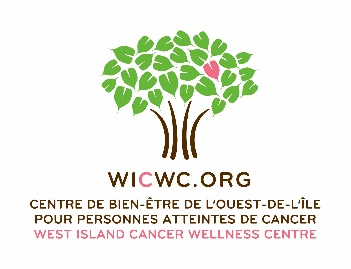 WICWC.ORG
CENTRE DE BIEN-ÊTRE DE L'OUEST-DE-L'ÎLE
POUR PERSONNES ATTEINTES DE CANCER
WEST ISLAND CANCER WELLNESS CENTRE